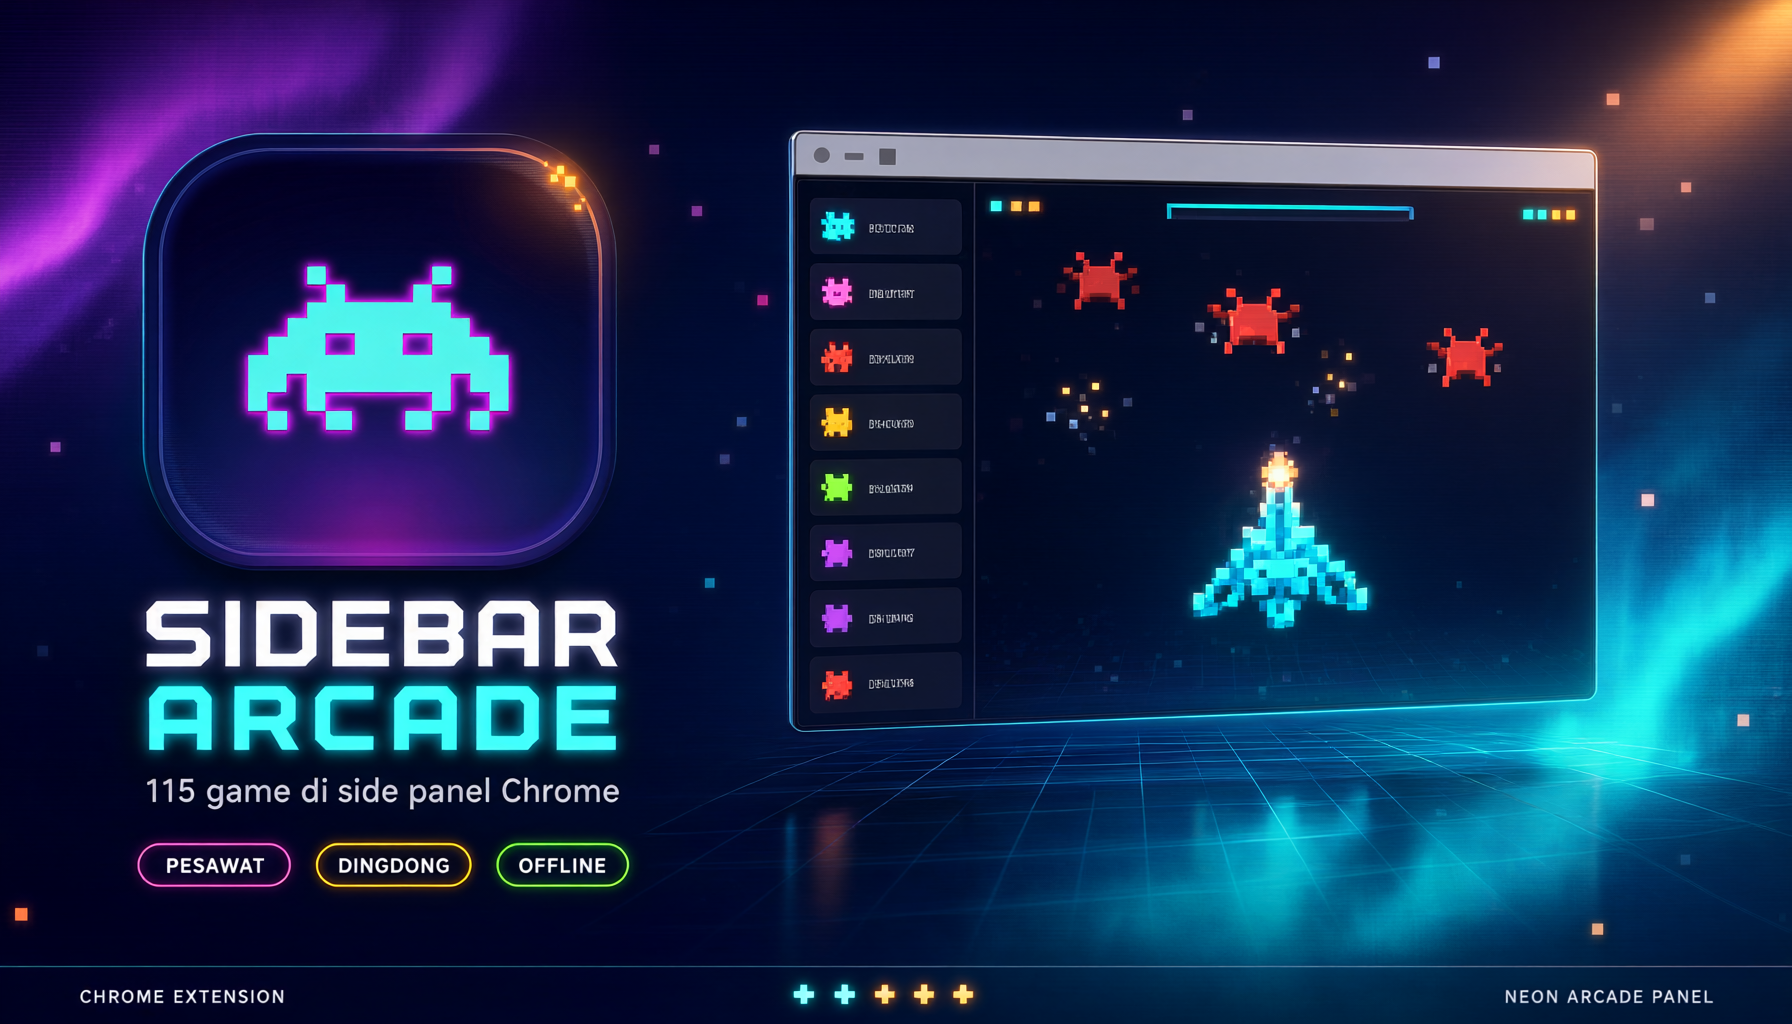 SIDEBAR
ARCADE
115 game di side panel Chrome
PESAWAT
DINGDONG
OFFLINE
CHROME EXTENSION
NEON ARCADE PANEL